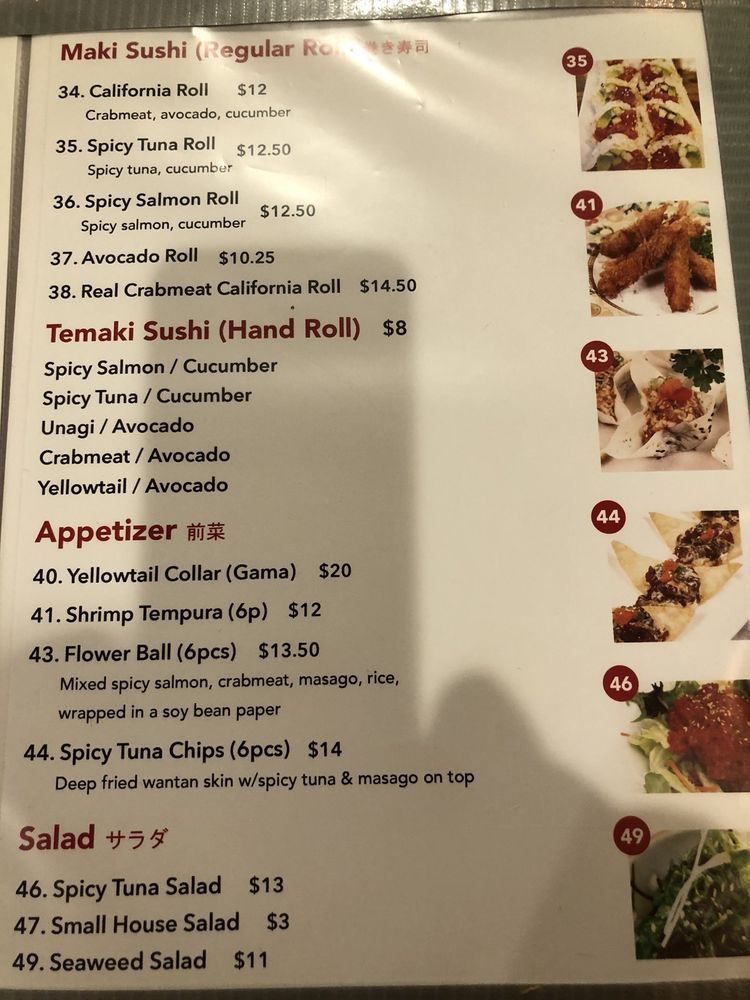 Maki Sushi (Regular Roll) 巻き寿司
34. California Roll $12
Crabmeat, avocado, cucumber
35. Spicy Tuna Roll $12.50
Spicy tuna, cucumber
36. Spicy Salmon Roll $12.50
Spicy salmon, cucumber
37. Avocado Roll $10.25
38. Real Crabmeat California Roll $14.50
Temaki Sushi (Hand Roll) $8
Spicy Salmon / Cucumber
Spicy Tuna / Cucumber
Unagi / Avocado
Crabmeat / Avocado
Yellowtail / Avocado
Appetizer 前菜
40. Yellowtail Collar (Gama) $20
41. Shrimp Tempura (6p) $12
43. Flower Ball (6pcs) $13.50
Mixed spicy salmon, crabmeat, masago, rice,
wrapped in a soy bean paper
44. Spicy Tuna Chips (6pcs) $14
Deep fried wantan skin w/spicy tuna & masago on top
Salad サラダ
46. Spicy Tuna Salad $13
47. Small House Salad $3
49. Seaweed Salad $11
35
41
43
44
46
49